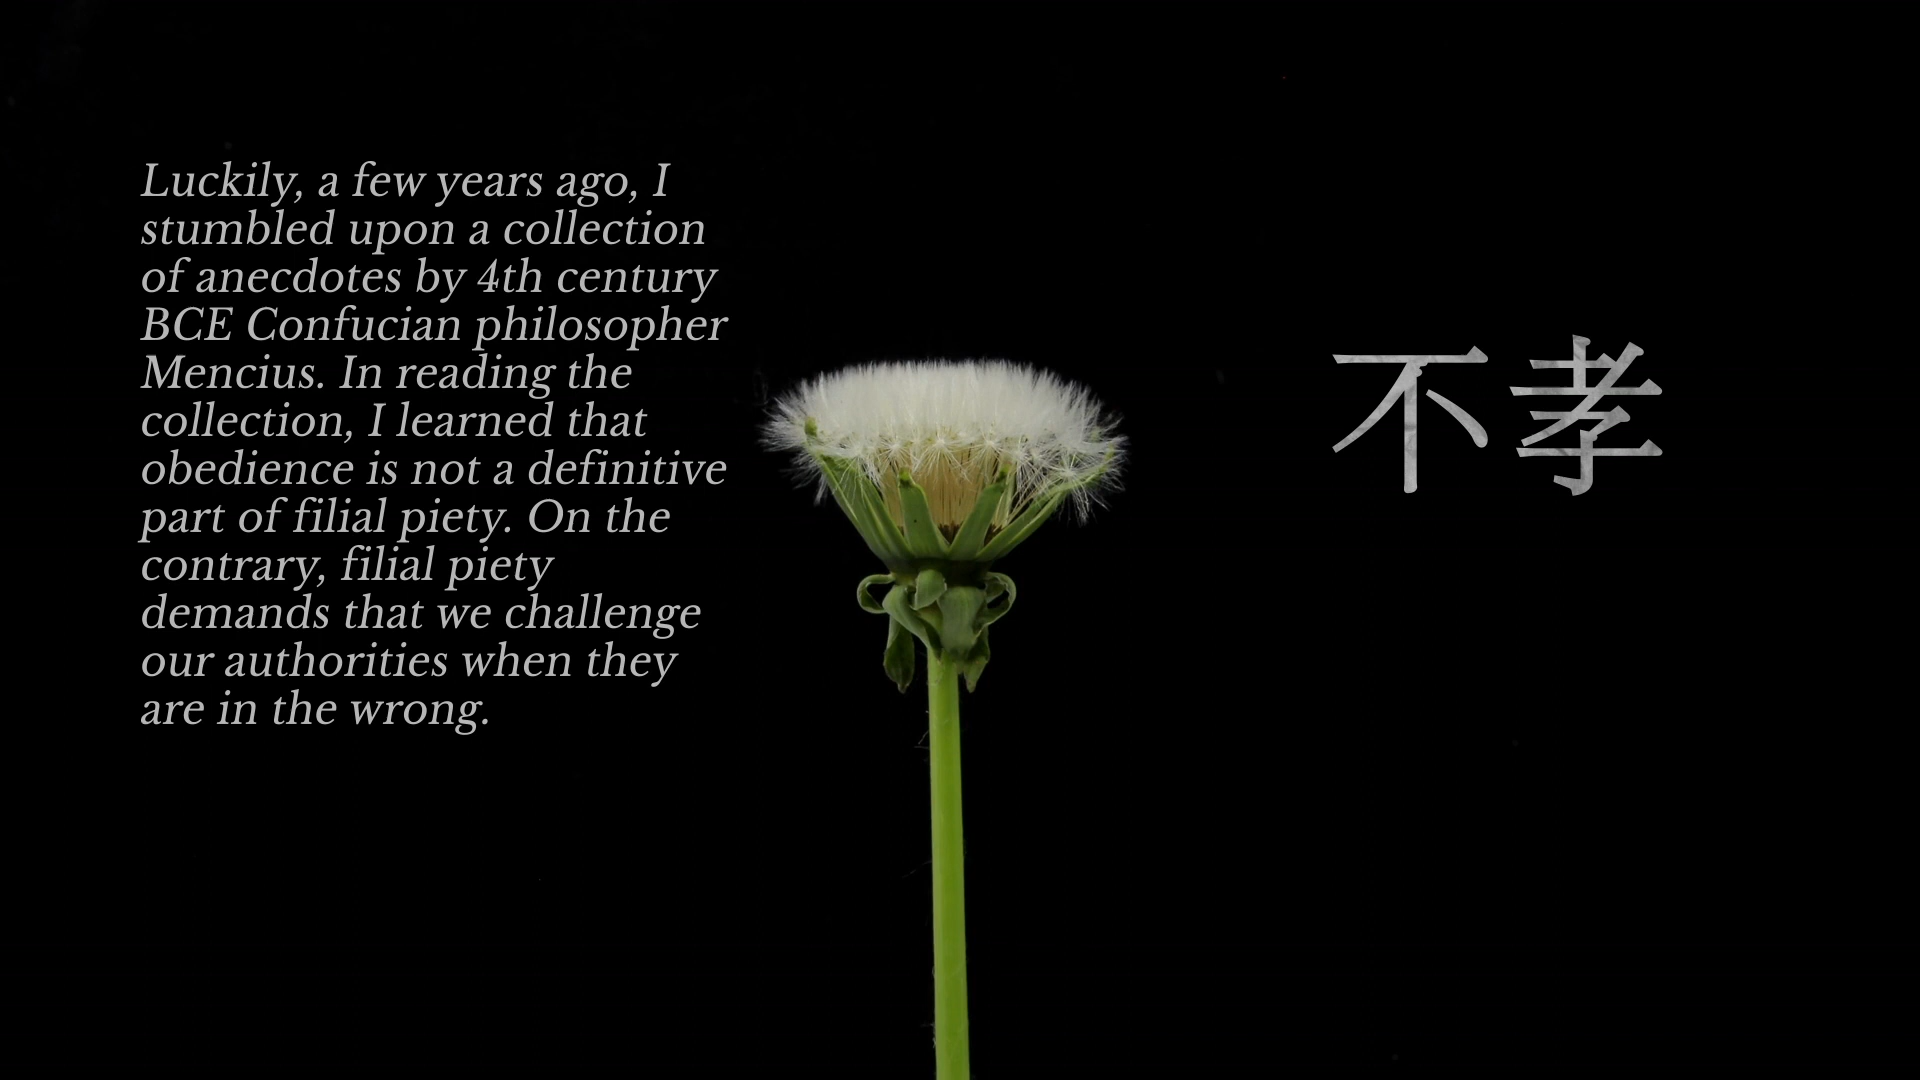 Luckily, a few years ago, I
stumbled upon a collection
of anecdotes by 4th century
BCE Confucian philosopher
Mencius. In reading the
collection, I learned that
obedience is not a definitive
part of filial piety. On the
contrary, filial piety
demands that we challenge
our authorities when they
are in the wrong.
不孝